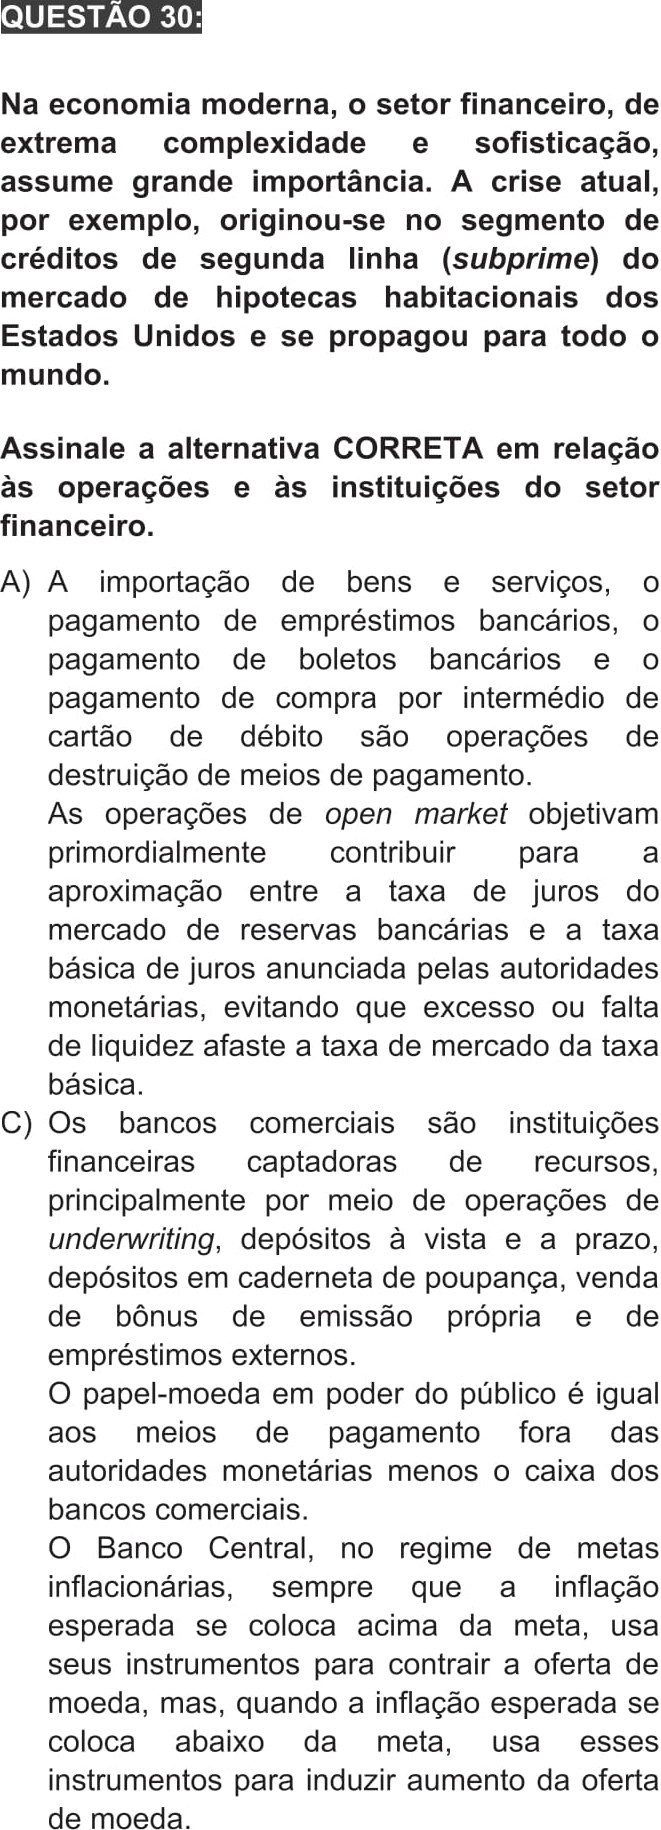 QUESTÃO 30:
Na economia moderna, o setor financeiro, de
extrema complexidade e sofisticação,
assume grande importância. A crise atual,
por exemplo, originou-se no segmento de
créditos de segunda linha (subprime) do
mercado de hipotecas habitacionais dos
Estados Unidos e se propagou para todo o
mundo.
Assinale a alternativa CORRETA em relação
às operações e às instituições do setor
financeiro.
A) A importação de bens e serviços, o
pagamento de empréstimos bancários, o
pagamento de boletos bancários e o
pagamento de compra por intermédio de
cartão de débito são operações de
destruição de meios de pagamento.
As operações de open market objetivam
primordialmente contribuir para a
aproximação entre a taxa de juros do
mercado de reservas bancárias e a taxa
básica de juros anunciada pelas autoridades
monetárias, evitando que excesso ou falta
de liquidez afaste a taxa de mercado da taxa
básica.
C) Os bancos comerciais são instituições
financeiras captadoras de recursos,
principalmente por meio de operações de
underwriting, depósitos à vista e a prazo,
depósitos em caderneta de poupança, venda
de bônus de emissão própria e de
empréstimos externos.
O papel-moeda em poder do público é igual
aos meios de pagamento fora das
autoridades monetárias menos o caixa dos
bancos comerciais.
O Banco Central, no regime de metas
inflacionárias, sempre que a inflação
esperada se coloca acima da meta, usa
seus instrumentos para contrair a oferta de
moeda, mas, quando a inflação esperada se
coloca abaixo da meta, usa esses
instrumentos para induzir aumento da oferta
de moeda.